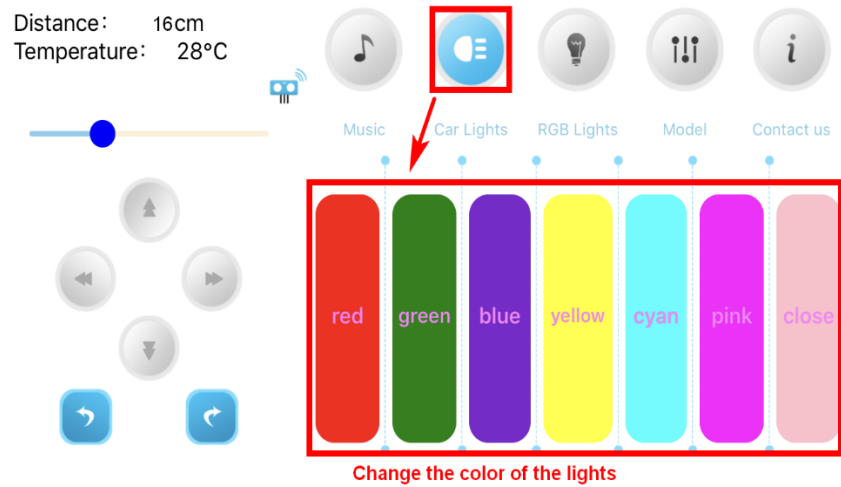 Distance: 16cm
Temperature: 28°C
Music Car Lights RGB Lights Model Contact us
red green blue yellow cyan pink close
Change the color of the lights